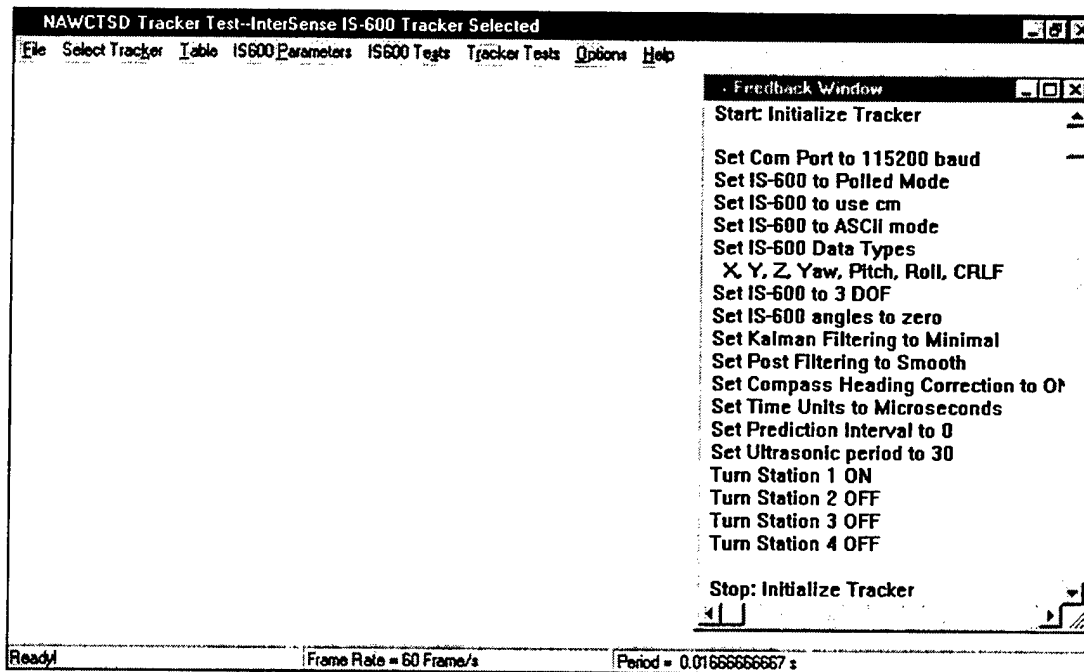 NAWCTSD Tracker Test--InterSense IS-600 Tracker Selected
File Select Tracker Table IS600 Parameters IS600 Tests Tracker Tests Options Help
Feedback Window
Start: Initialize Tracker
Set Com Port to 115200 baud
Set IS-600 to Polled Mode
Set IS-600 to use cm
Set IS-600 to ASCII mode
Set IS-600 Data Types
X, Y, Z, Yaw, Pitch, Roll, CRLF
Set IS-600 to 3 DOF
Set IS-600 angles to zero
Set Kalman Filtering to Minimal
Set Post Filtering to Smooth
Set Compass Heading Correction to
Set Time Units to Microseconds
Set Prediction Interval to 0
Set Ultrasonic period to 30
Turn Station 1 ON
Turn Station 2 OFF
Turn Station 3 OFF
Turn Station 4 OFF
Stop: Initialize Tracker
Ready! Frame Rate = 60 Frame/s Period = 0.01666666667 s